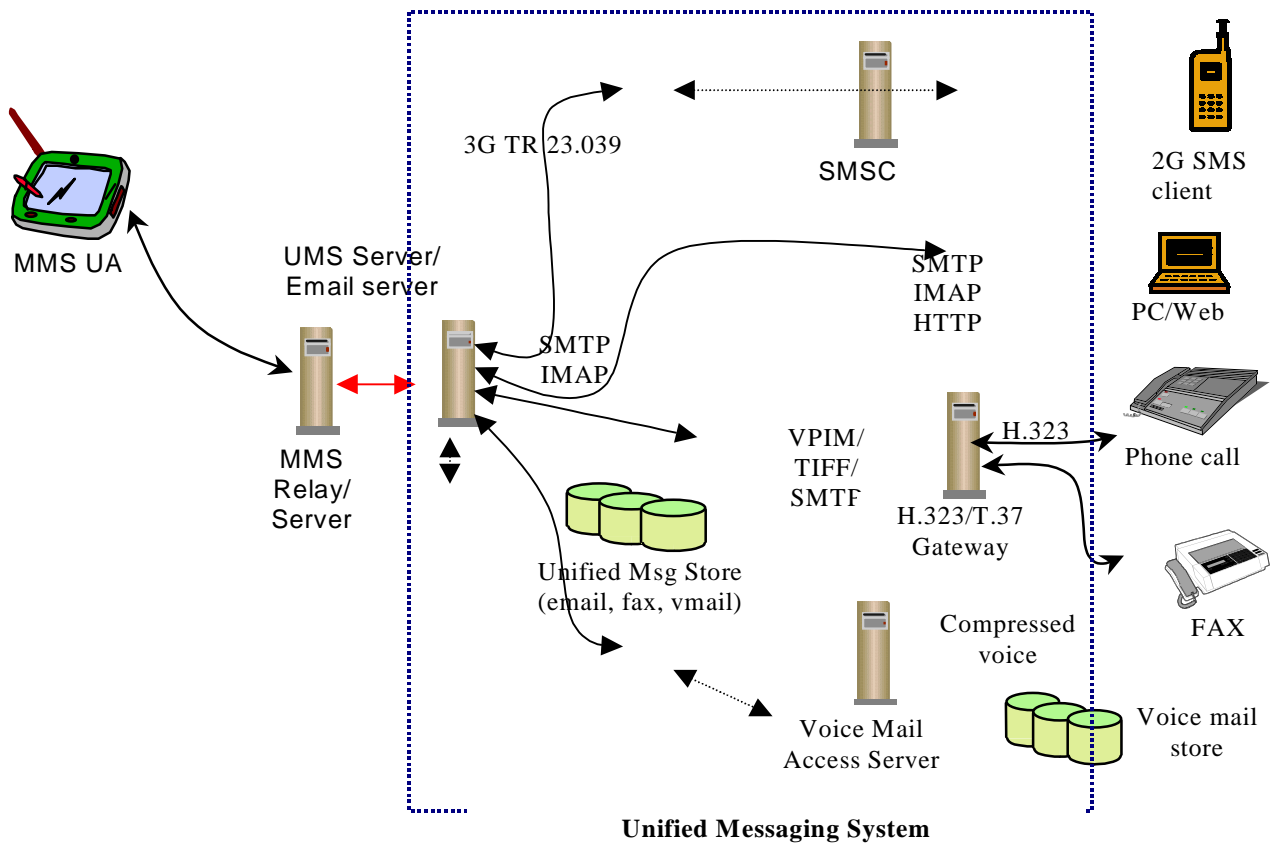 3G TR 23.039
SMSC
2G SMS
client
MMS UA
UMS Server/
Email server
SMTP
IMAP
HTTP
PC/Web
SMTP
IMAP
MMS
Relay/
Server
VPIM/
TIFF/
SMTF
H.323
Phone call
H.323/T.37
Gateway
Unified Msg Store
(email, fax, vmail)
FAX
Compressed
voice
Voice Mail
Access Server
Voice mail
store
Unified Messaging System